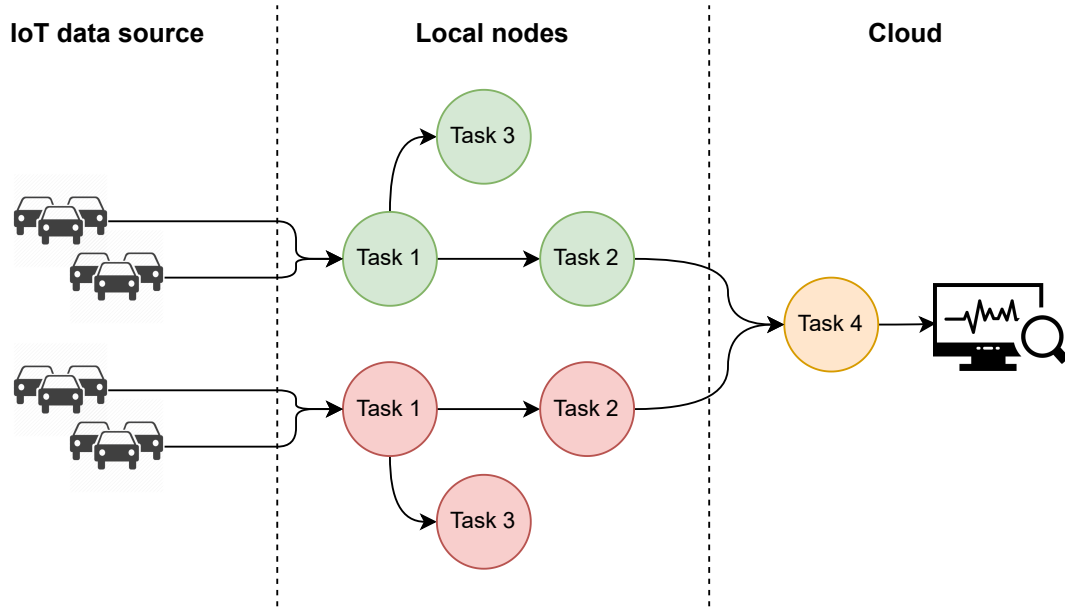 IoT data source
Local nodes
Cloud
Task 3
Task 1
Task 2
Task 4
Task 1
Task 2
Task 3